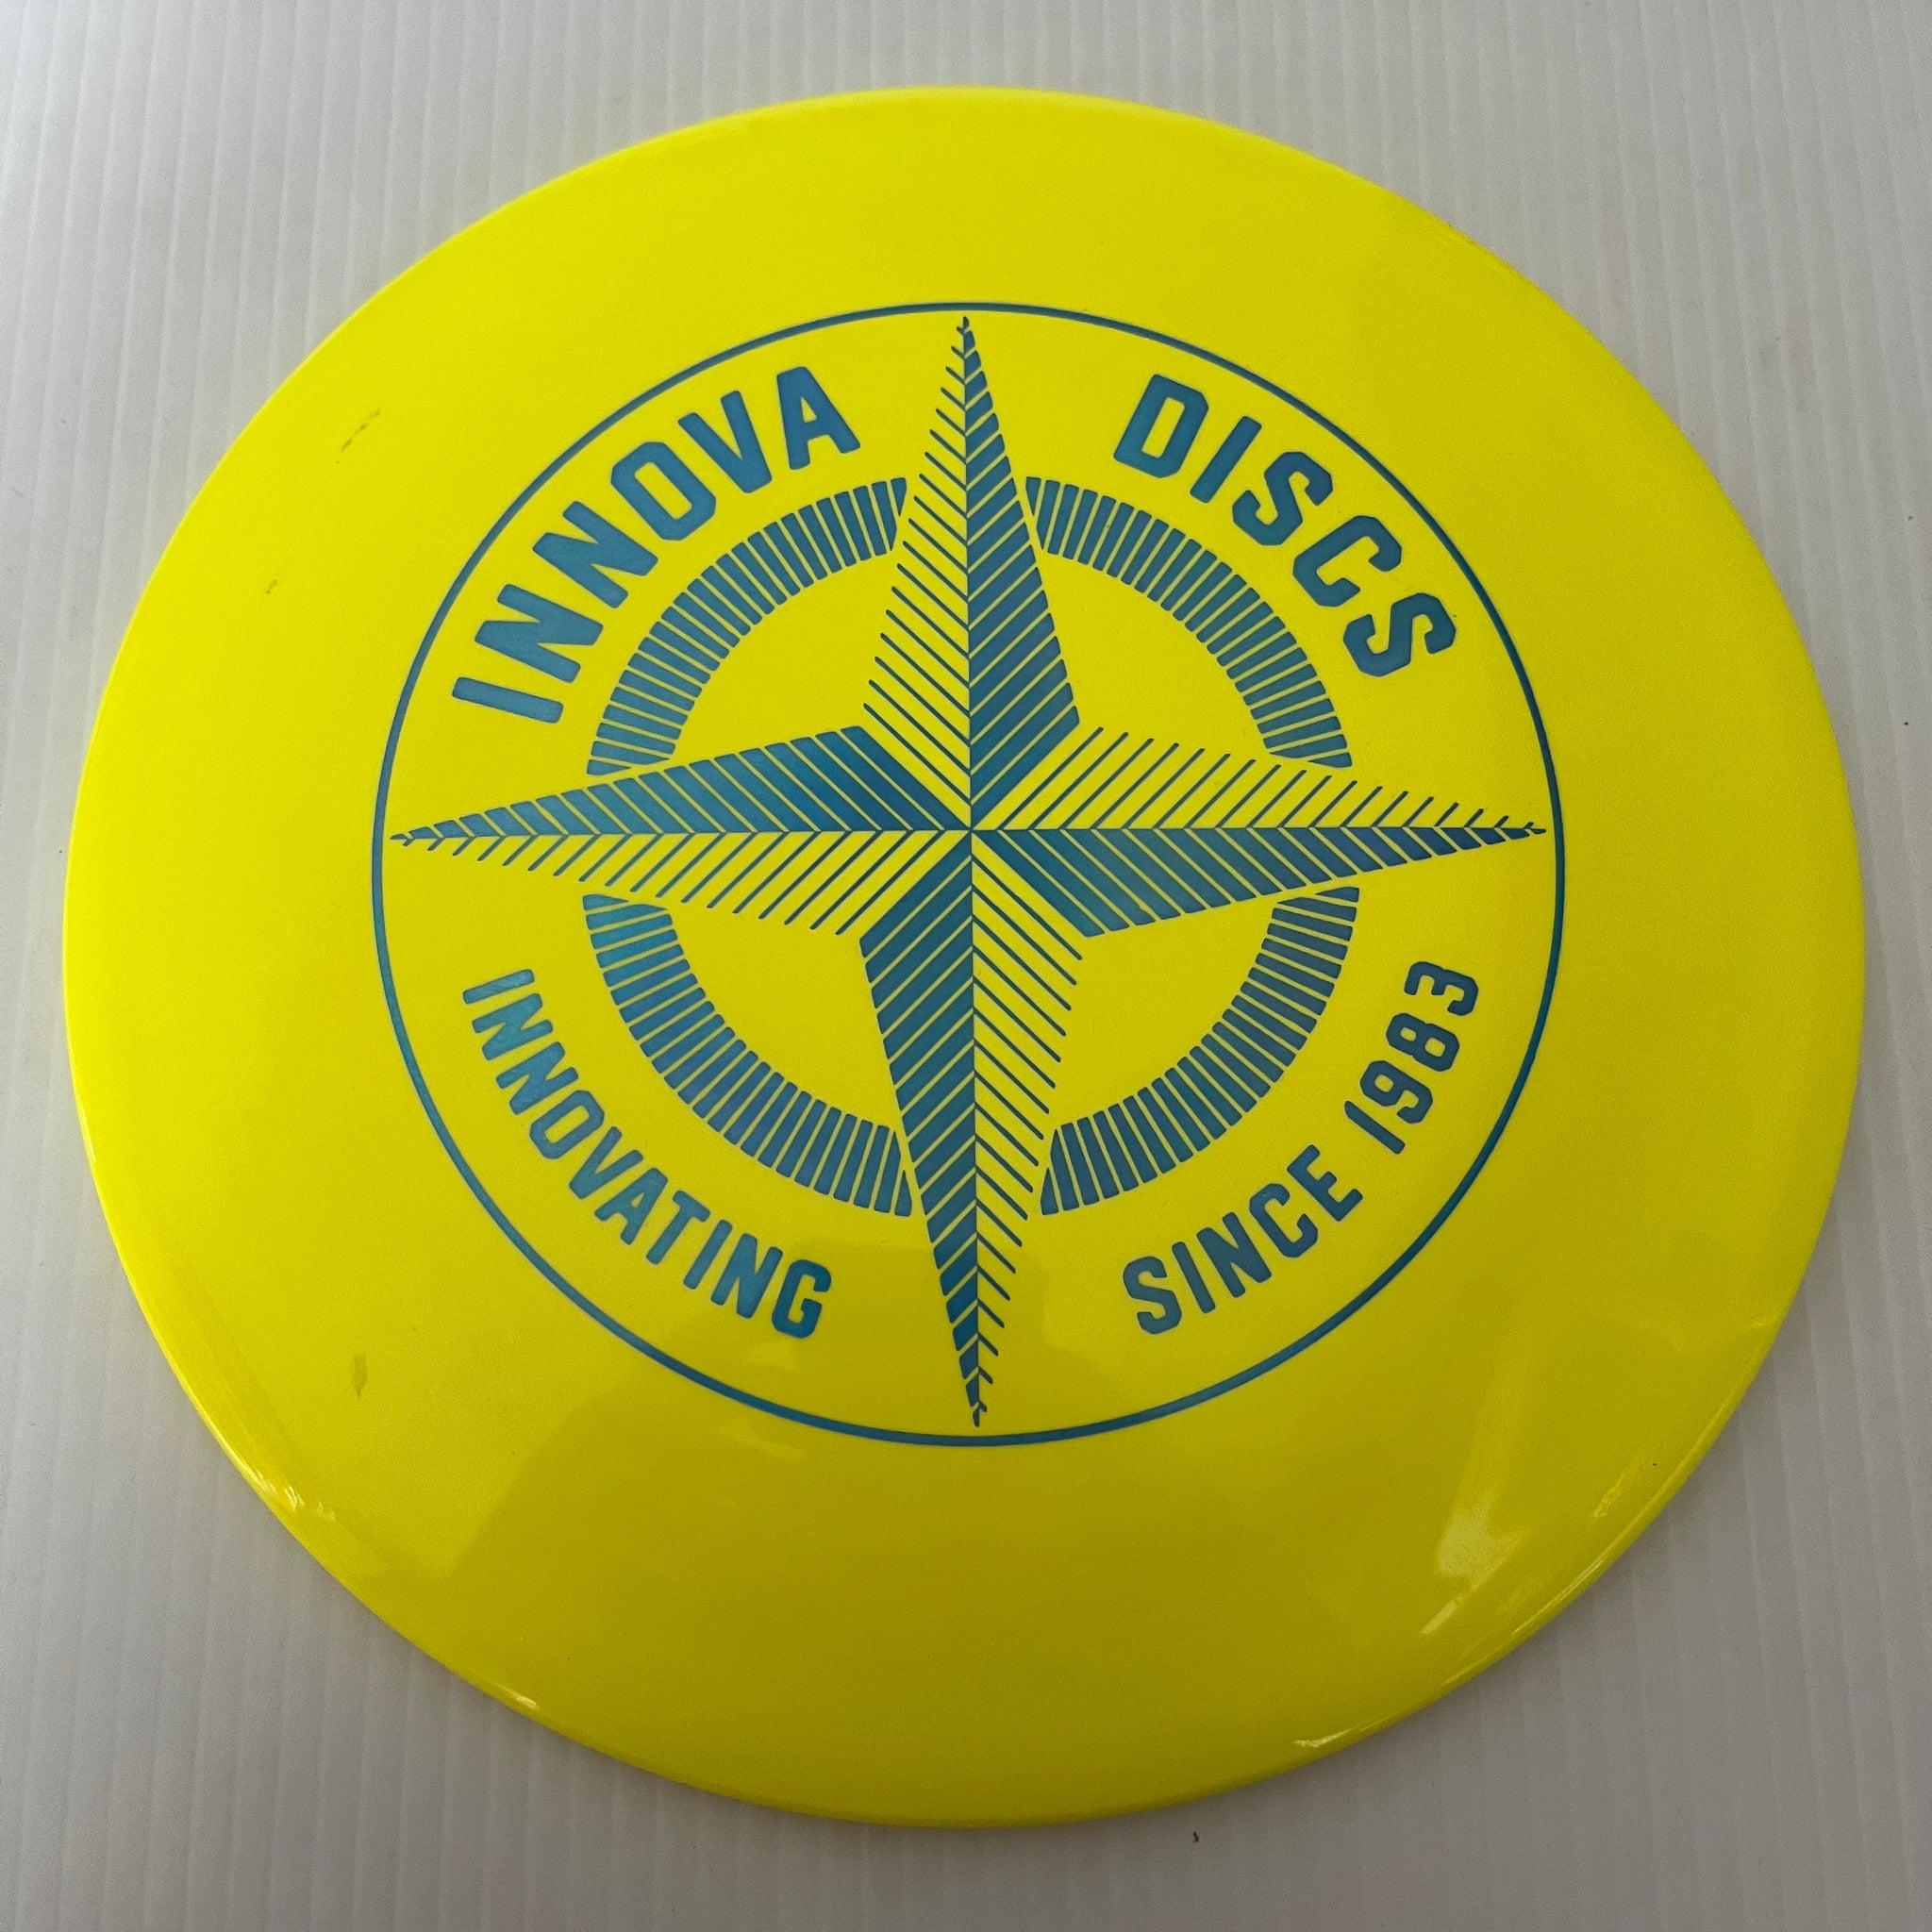 INNOVA DISCS
INNOVATING SINCE 1983